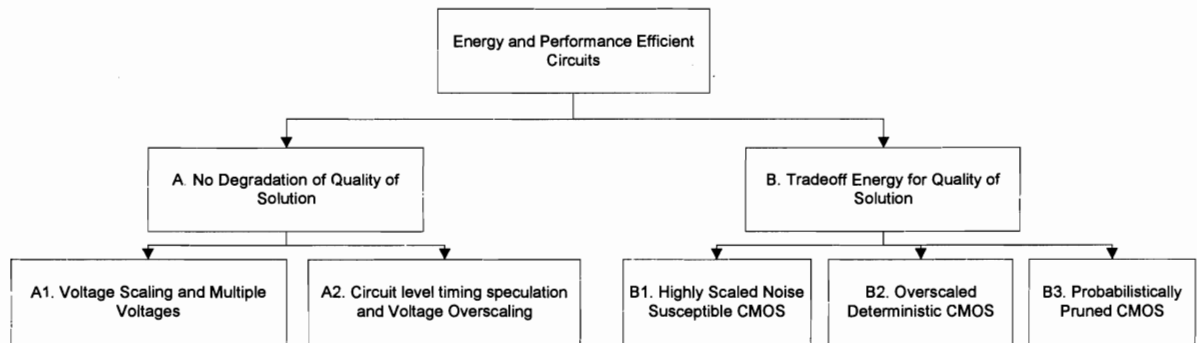 Energy and Performance Efficient
Circuits
A. No Degradation of Quality of
Solution
B. Tradeoff Energy for Quality of
Solution
A1. Voltage Scaling and Multiple
Voltages
A2. Circuit level timing speculation
and Voltage Overscaling
B1. Highly Scaled Noise
Susceptible CMOS
B2. Overscaled
Deterministic CMOS
B3. Probabilistically
Pruned CMOS